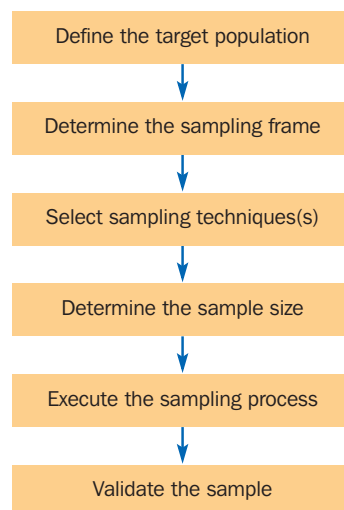 Define the target population
Determine the sampling frame
Select sampling techniques(s)
Determine the sample size
Execute the sampling process
Validate the sample